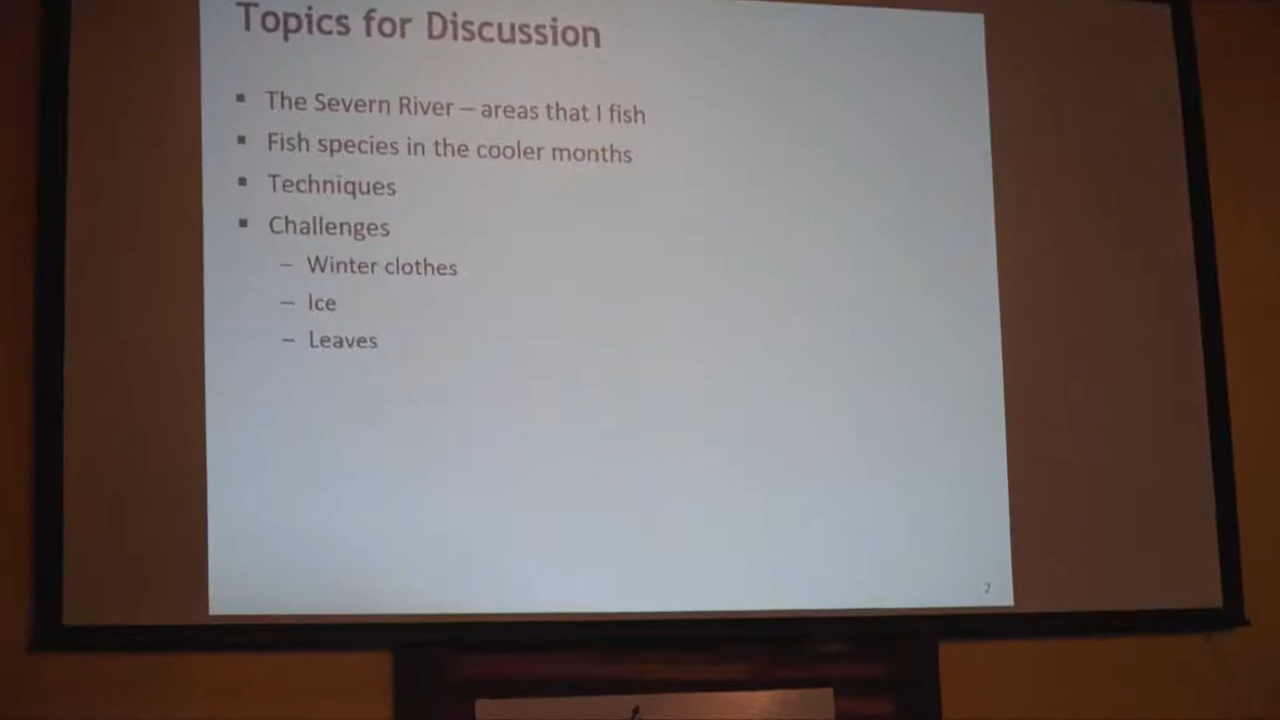 Topics for Discussion
▪ The Severn River – areas that I fish
▪ Fish species in the cooler months
▪ Techniques
▪ Challenges
– Winter clothes
– Ice
– Leaves